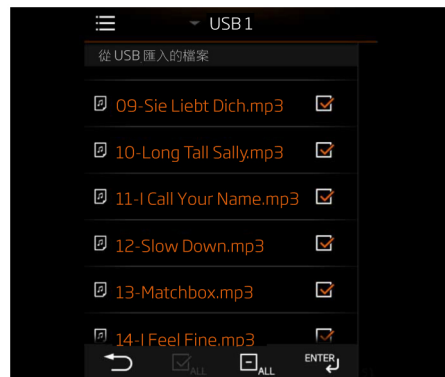 USB 1
從 USB 匯入的檔案
09-Sie Liebt Dich.mp3
10-Long Tall Sally.mp3
11-I Call Your Name.mp3
12-Slow Down.mp3
13-Matchbox.mp3
14-I Feel Fine.mp3
ALL
ALL
ENTER